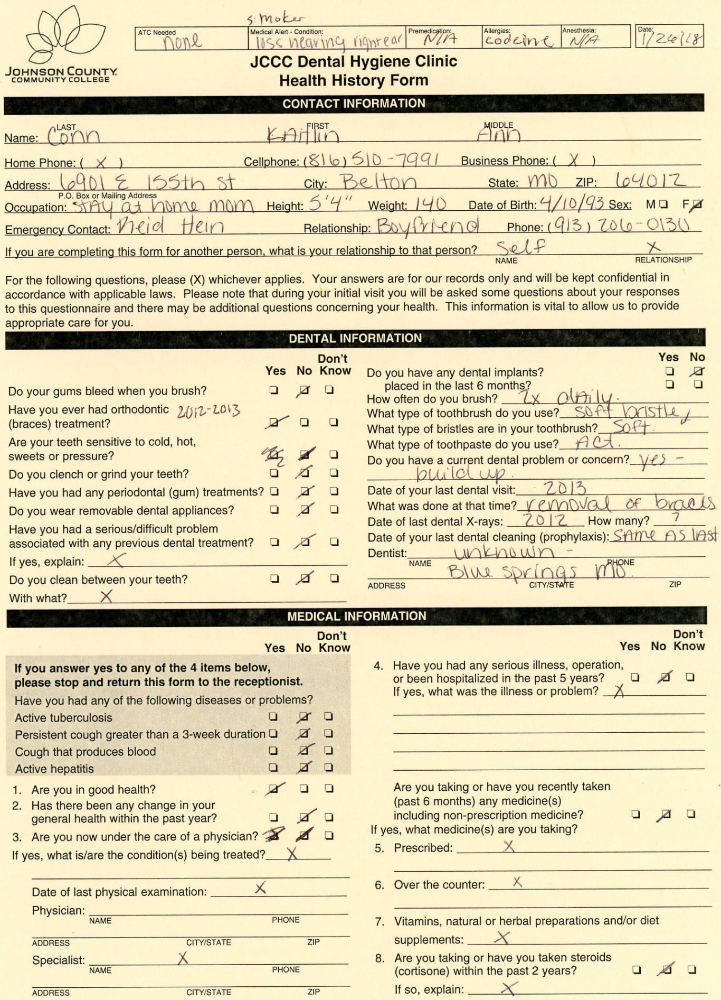 smoker
ATC Needed none Medical Alert - Condition: loss hearing right ear Premedication: N/A Allergies: codeine Anesthesia: N/A Date: 1/26/18
JOHNSON COUNTY
COMMUNITY COLLEGE
JCCC Dental Hygiene Clinic
Health History Form
CONTACT INFORMATION
LAST FIRST MIDDLE
Name: Conn Kaitlin Ann
Home Phone: ( X ) Cellphone: (816) 510-7991 Business Phone: ( X )
Address: 6901 E 155th st City: Belton State: MO ZIP: 64012
P.O. Box or Mailing Address
Occupation: stay at home mom Height: 5'4" Weight: 140 Date of Birth: 4/10/93 Sex: M F
Emergency Contact: Reid Hein Relationship: Boyfriend Phone: (913) 206-0130
If you are completing this form for another person, what is your relationship to that person? Self X
NAME RELATIONSHIP
For the following questions, please (X) whichever applies. Your answers are for our records only and will be kept confidential in
accordance with applicable laws. Please note that during your initial visit you will be asked some questions about your responses
to this questionnaire and there may be additional questions concerning your health. This information is vital to allow us to provide
appropriate care for you.
DENTAL INFORMATION
Don't
Yes No Know
Do your gums bleed when you brush?
Have you ever had orthodontic 2012-2013
(braces) treatment?
Are your teeth sensitive to cold, hot,
sweets or pressure?
Do you clench or grind your teeth?
Have you had any periodontal (gum) treatments?
Do you wear removable dental appliances?
Have you had a serious/difficult problem
associated with any previous dental treatment?
If yes, explain: X
Do you clean between your teeth?
With what? X
Yes No
Do you have any dental implants?
placed in the last 6 months?
How often do you brush? 2x daily.
What type of toothbrush do you use? soft bristle
What type of bristles are in your toothbrush? Soft.
What type of toothpaste do you use? Act.
Do you have a current dental problem or concern? yes -
build up.
Date of your last dental visit: 2013
What was done at that time? removal of braces
Date of last dental X-rays: 2012 How many? ?
Date of your last dental cleaning (prophylaxis): same as last
Dentist: unknown -
NAME PHONE
Blue springs MO.
ADDRESS CITY/STATE ZIP
MEDICAL INFORMATION
Don't
Yes No Know
If you answer yes to any of the 4 items below,
please stop and return this form to the receptionist.
Have you had any of the following diseases or problems?
Active tuberculosis
Persistent cough greater than a 3-week duration
Cough that produces blood
Active hepatitis
1. Are you in good health?
2. Has there been any change in your
general health within the past year?
3. Are you now under the care of a physician?
If yes, what is/are the condition(s) being treated? X
Date of last physical examination: X
Physician:
NAME PHONE
ADDRESS CITY/STATE ZIP
Specialist: X
NAME PHONE
ADDRESS CITY/STATE ZIP
Don't
Yes No Know
4. Have you had any serious illness, operation,
or been hospitalized in the past 5 years?
If yes, what was the illness or problem? X
Are you taking or have you recently taken
(past 6 months) any medicine(s)
including non-prescription medicine?
If yes, what medicine(s) are you taking?
5. Prescribed: X
6. Over the counter: X
7. Vitamins, natural or herbal preparations and/or diet
supplements: X
8. Are you taking or have you taken steroids
(cortisone) within the past 2 years?
If so, explain: X